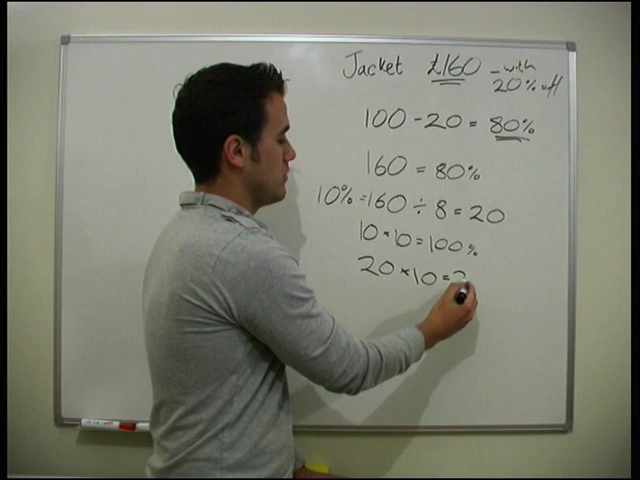 Jacket £160 - with
20% off
100 - 20 = 80%
160 = 80%
10% = 160 ÷ 8 = 20
10 × 10 = 100%
20 × 10 = 2